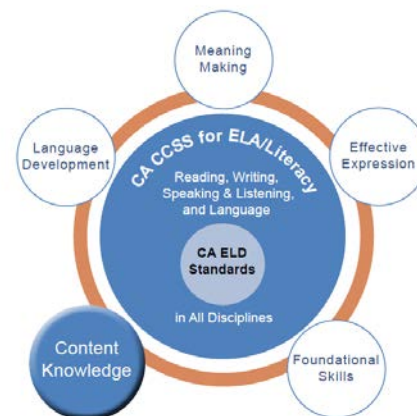 Meaning
Making
Language
Development
Effective
Expression
CA CCSS for ELA/Literacy
Reading, Writing,
Speaking & Listening,
and Language
CA ELD
Standards
in All Disciplines
Content
Knowledge
Foundational
Skills